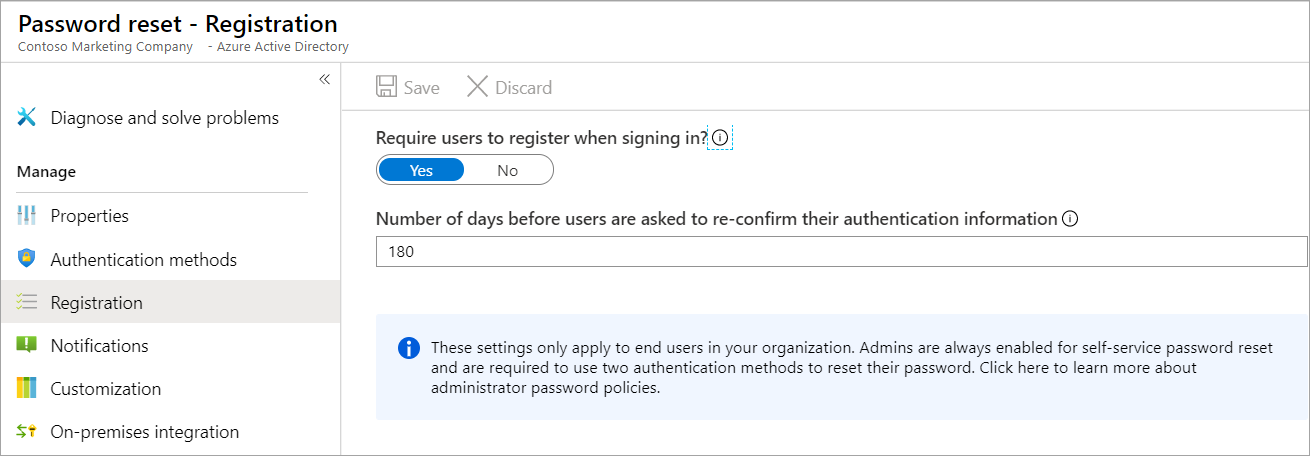 Password reset - Registration
Contoso Marketing Company - Azure Active Directory
«
Diagnose and solve problems
Manage
Properties
Authentication methods
Registration
Notifications
Customization
On-premises integration
Save Discard
Require users to register when signing in?
Yes No
Number of days before users are asked to re-confirm their authentication information
180
These settings only apply to end users in your organization. Admins are always enabled for self-service password reset
and are required to use two authentication methods to reset their password. Click here to learn more about
administrator password policies.